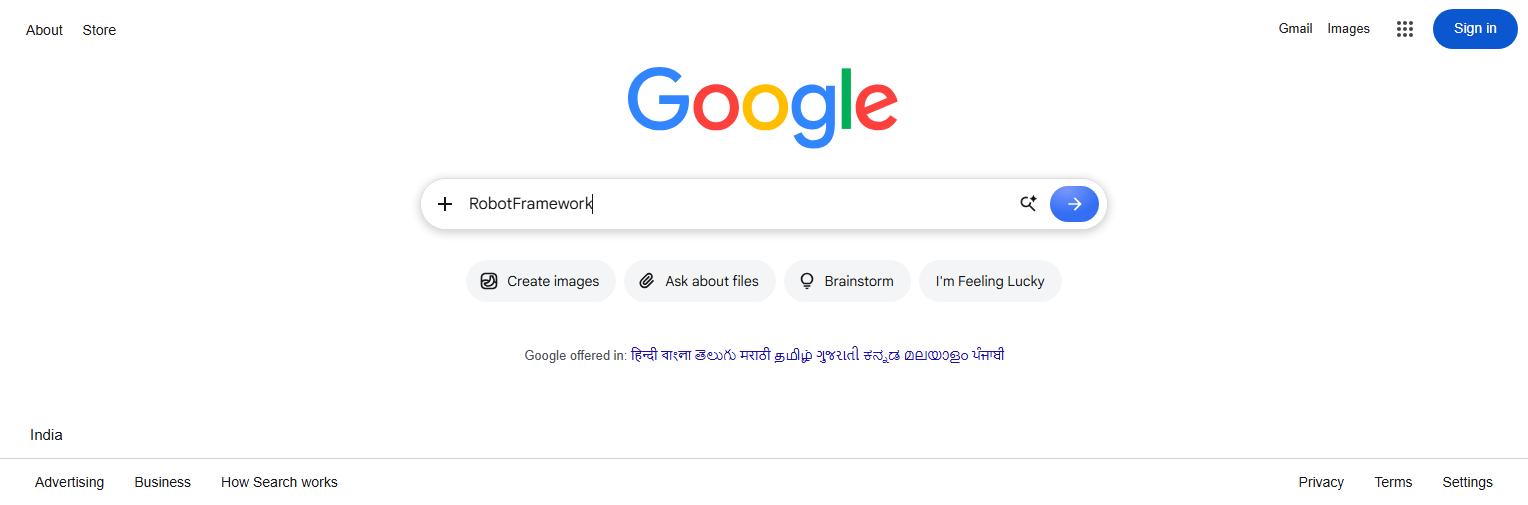 About Store
Gmail Images Sign in
Google
RobotFramework
Create images Ask about files Brainstorm I'm Feeling Lucky
Google offered in: हिन्दी বাংলা తెలుగు मराठी தமிழ் ગુજરાતી ಕನ್ನಡ മലയാളം ਪੰਜਾਬੀ
India
Advertising Business How Search works
Privacy Terms Settings